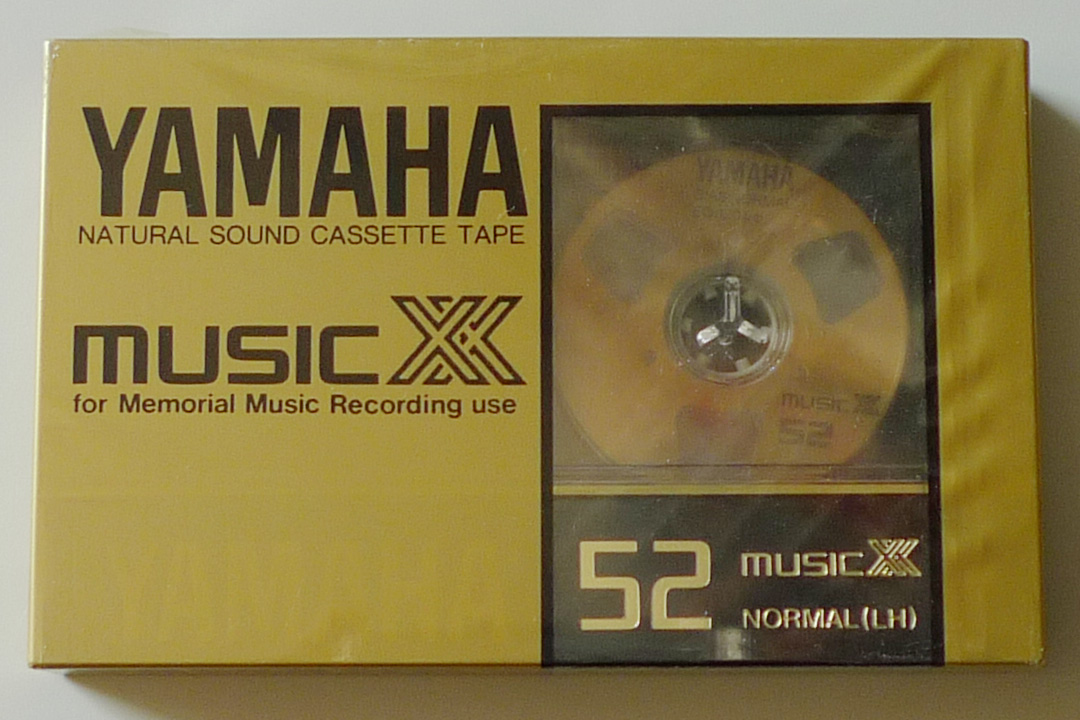 YAMAHA
NATURAL SOUND CASSETTE TAPE
MUSIC X
for Memorial Music Recording use
YAMAHA
MUSIC X
52
52
MUSIC X
NORMAL(LH)